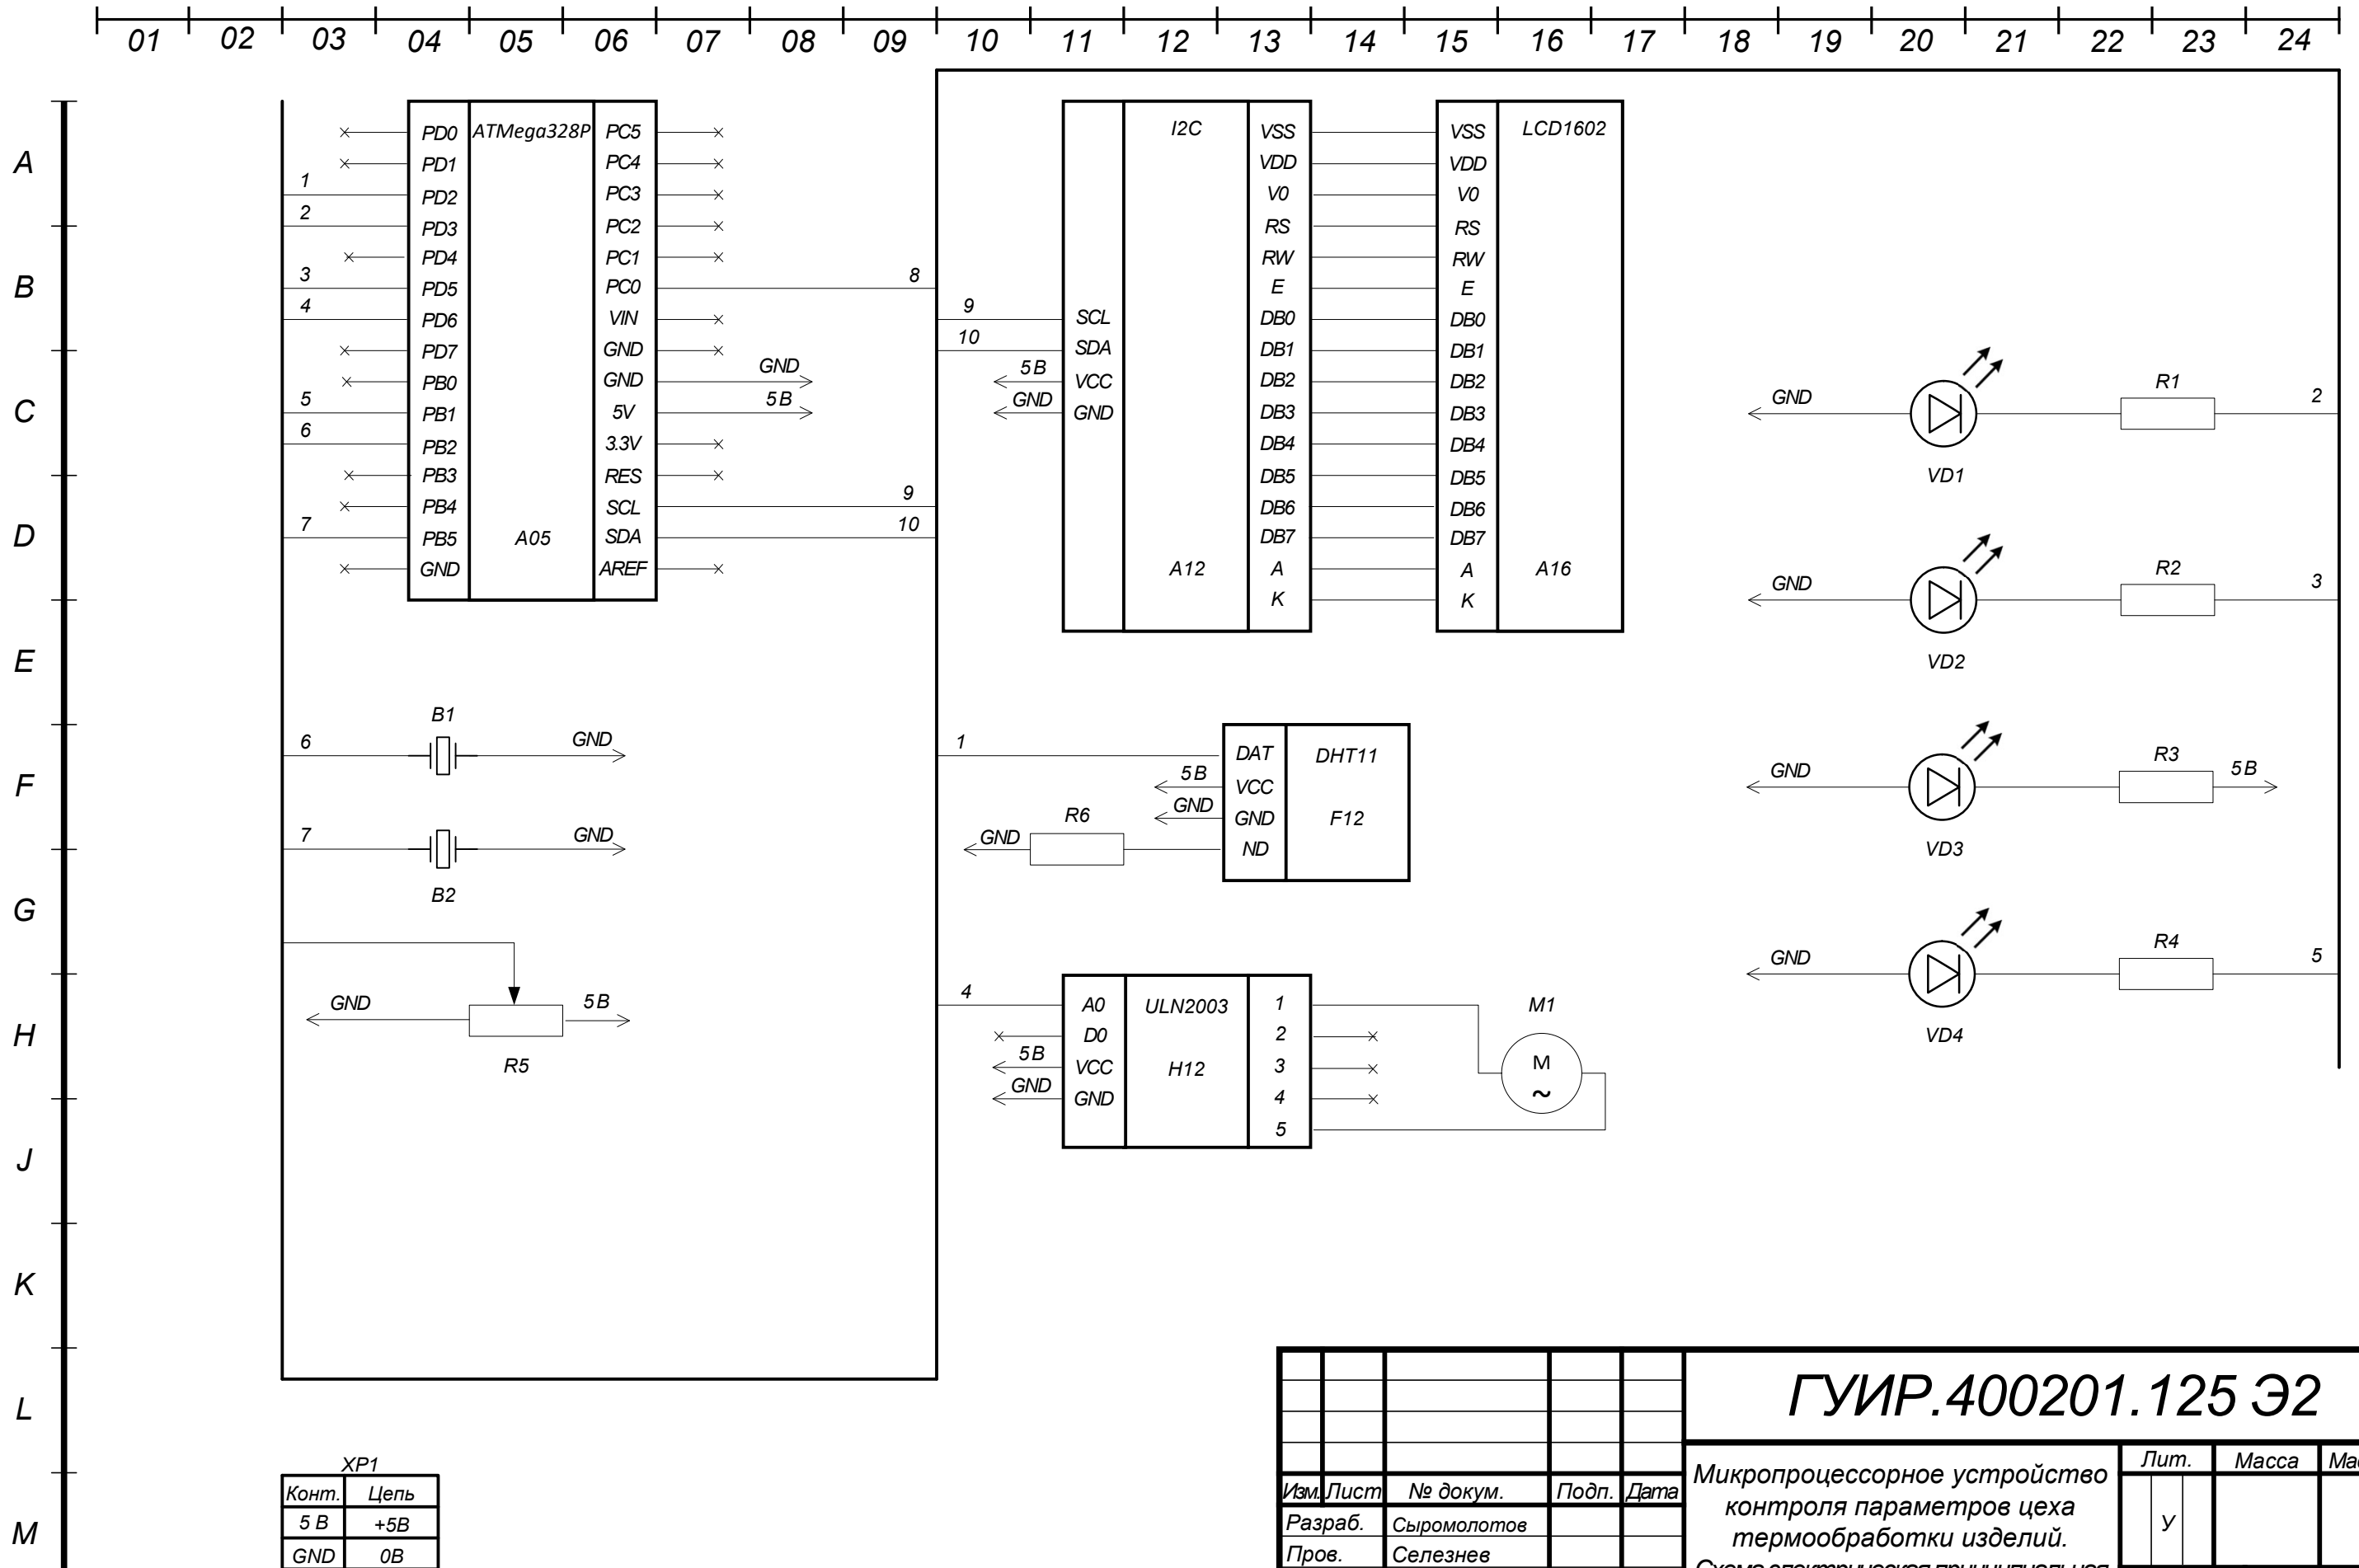 01 02 03 04 05 06 07 08 09 10 11 12 13 14 15 16 17 18 19 20 21 22 23 24
A
B
C
D
E
F
G
H
J
K
L
M
1
2
3
4
5
6
7
PD0
PD1
PD2
PD3
PD4
PD5
PD6
PD7
PB0
PB1
PB2
PB3
PB4
PB5
GND
ATMega328P
A05
PC5
PC4
PC3
PC2
PC1
PC0
VIN
GND
GND
5V
3.3V
RES
SCL
SDA
AREF
GND
5В
8
9
10
9
10
5В
GND
SCL
SDA
VCC
GND
I2C
A12
VSS
VDD
V0
RS
RW
E
DB0
DB1
DB2
DB3
DB4
DB5
DB6
DB7
A
K
VSS
VDD
V0
RS
RW
E
DB0
DB1
DB2
DB3
DB4
DB5
DB6
DB7
A
K
LCD1602
A16
GND R1 2
VD1
GND R2 3
VD2
GND R3 5В
VD3
GND R4 5
VD4
B1
6 GND
7 GND
B2
GND 5В
R5
1
5В
GND
R6
GND
DAT
VCC
GND
ND
DHT11
F12
4
5В
GND
A0
D0
VCC
GND
ULN2003
H12
1
2
3
4
5
M1
M
~
XP1
Конт. Цепь
5 В +5В
GND 0В
ГУИР.400201.125 Э2
Изм. Лист № докум. Подп. Дата
Разраб. Сыромолотов
Пров. Селезнев
Микропроцессорное устройство
контроля параметров цеха
термообработки изделий.
Схема электрическая принципиальная
Лит. Масса
У